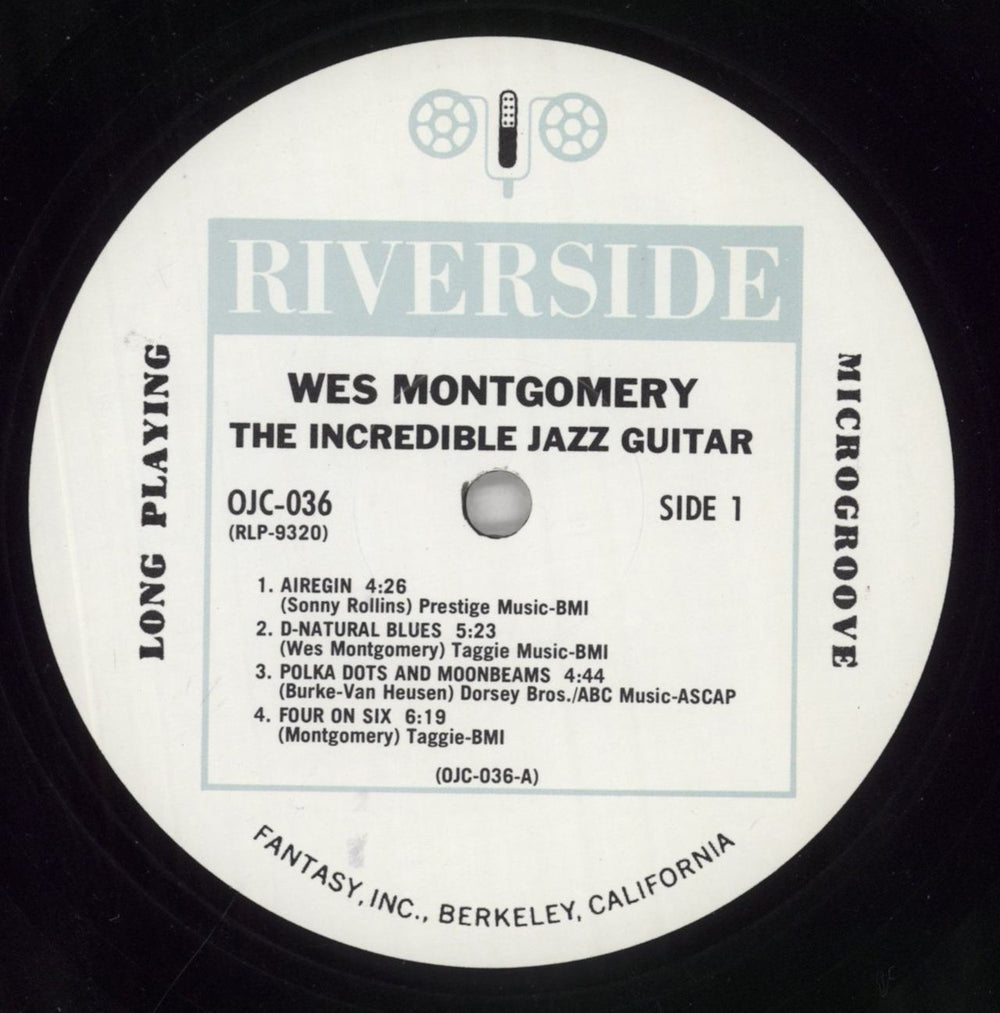 RIVERSIDE
WES MONTGOMERY
THE INCREDIBLE JAZZ GUITAR
OJC-036
(RLP-9320)
SIDE 1
1. AIREGIN 4:26
(Sonny Rollins) Prestige Music-BMI
2. D-NATURAL BLUES 5:23
(Wes Montgomery) Taggie Music-BMI
3. POLKA DOTS AND MOONBEAMS 4:44
(Burke-Van Heusen) Dorsey Bros./ABC Music-ASCAP
4. FOUR ON SIX 6:19
(Montgomery) Taggie-BMI
(OJC-036-A)
LONG PLAYING
MICROGROOVE
FANTASY, INC., BERKELEY, CALIFORNIA